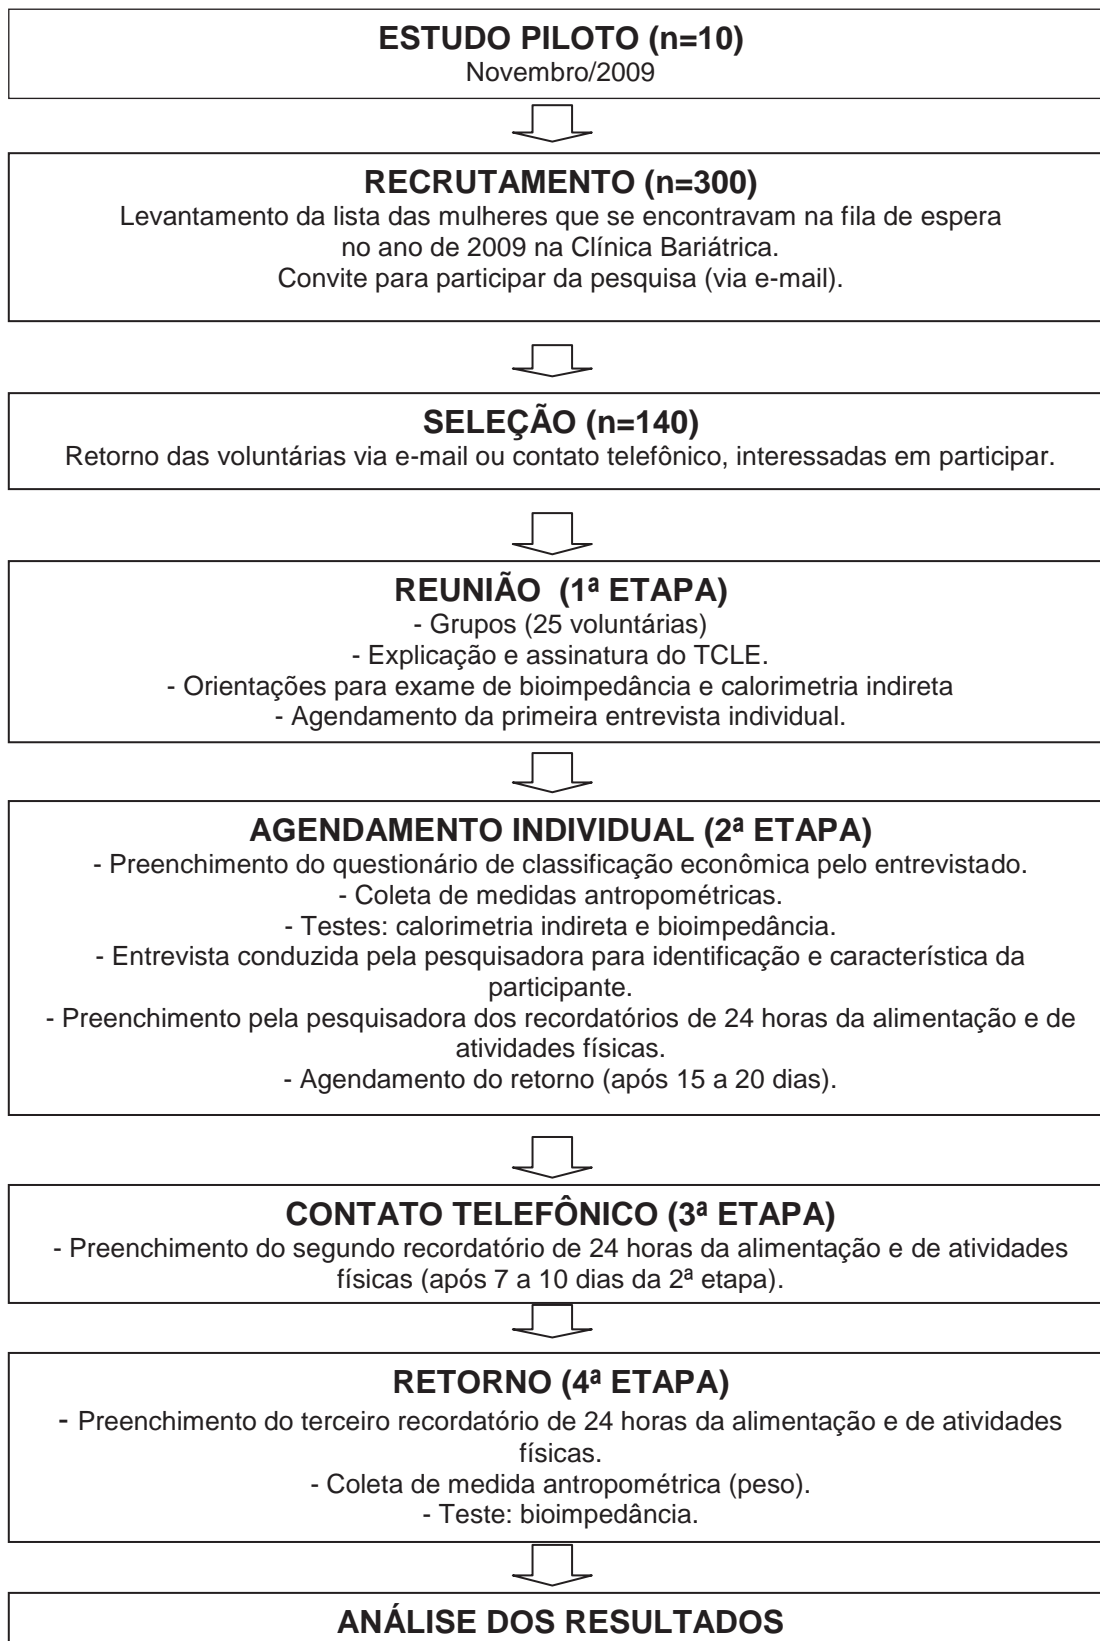 ESTUDO PILOTO (n=10)
Novembro/2009
RECRUTAMENTO (n=300)
Levantamento da lista das mulheres que se encontravam na fila de espera
no ano de 2009 na Clínica Bariátrica.
Convite para participar da pesquisa (via e-mail).
SELEÇÃO (n=140)
Retorno das voluntárias via e-mail ou contato telefônico, interessadas em participar.
REUNIÃO (1ª ETAPA)
- Grupos (25 voluntárias)
- Explicação e assinatura do TCLE.
- Orientações para exame de bioimpedância e calorimetria indireta
- Agendamento da primeira entrevista individual.
AGENDAMENTO INDIVIDUAL (2ª ETAPA)
- Preenchimento do questionário de classificação econômica pelo entrevistado.
- Coleta de medidas antropométricas.
- Testes: calorimetria indireta e bioimpedância.
- Entrevista conduzida pela pesquisadora para identificação e característica da
participante.
- Preenchimento pela pesquisadora dos recordatórios de 24 horas da alimentação e de
atividades físicas.
- Agendamento do retorno (após 15 a 20 dias).
CONTATO TELEFÔNICO (3ª ETAPA)
- Preenchimento do segundo recordatório de 24 horas da alimentação e de atividades
físicas (após 7 a 10 dias da 2ª etapa).
RETORNO (4ª ETAPA)
- Preenchimento do terceiro recordatório de 24 horas da alimentação e de atividades
físicas.
- Coleta de medida antropométrica (peso).
- Teste: bioimpedância.
ANÁLISE DOS RESULTADOS